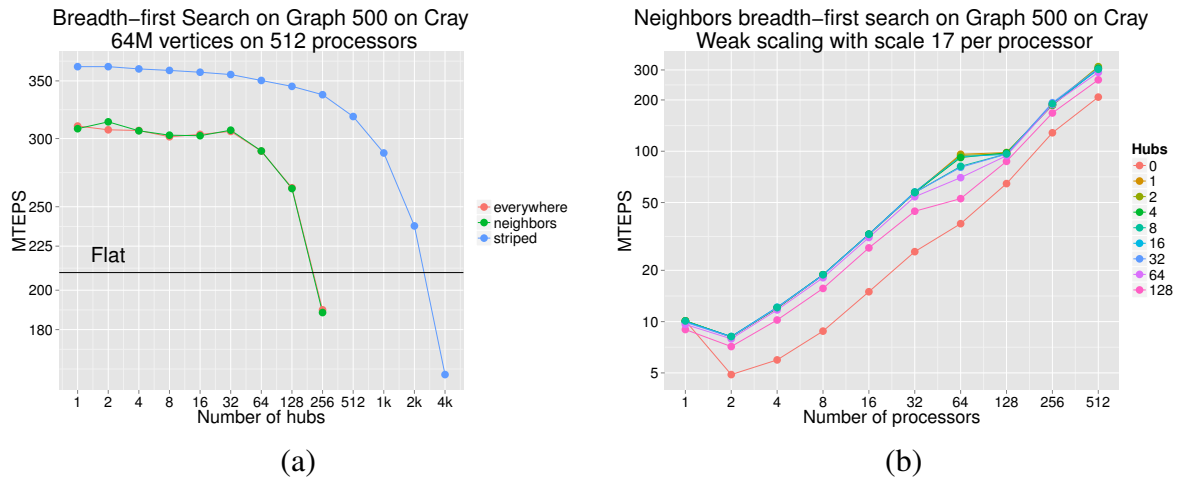 Breadth−first Search on Graph 500 on Cray
64M vertices on 512 processors
350
300
250
225
200
180
MTEPS
Flat
1 2 4 8 16 32 64 128 256 512 1k 2k 4k
Number of hubs
everywhere
neighbors
striped
(a)
Neighbors breadth−first search on Graph 500 on Cray
Weak scaling with scale 17 per processor
300
200
100
50
20
10
5
MTEPS
1 2 4 8 16 32 64 128 256 512
Number of processors
Hubs
0
1
2
4
8
16
32
64
128
(b)